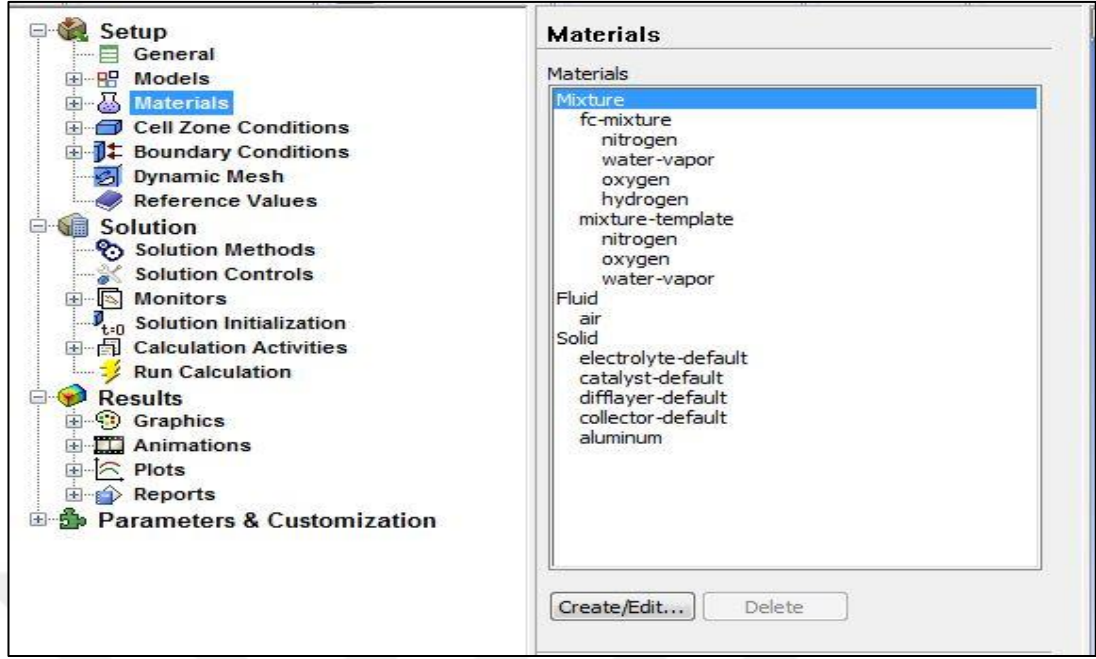 Setup
General
Models
Materials
Cell Zone Conditions
Boundary Conditions
Dynamic Mesh
Reference Values
Solution
Solution Methods
Solution Controls
Monitors
t=0 Solution Initialization
Calculation Activities
Run Calculation
Results
Graphics
Animations
Plots
Reports
Parameters & Customization
Materials
Materials
Mixture
fc-mixture
nitrogen
water-vapor
oxygen
hydrogen
mixture-template
nitrogen
oxygen
water-vapor
Fluid
air
Solid
electrolyte-default
catalyst-default
difflayer-default
collector-default
aluminum
Create/Edit... Delete